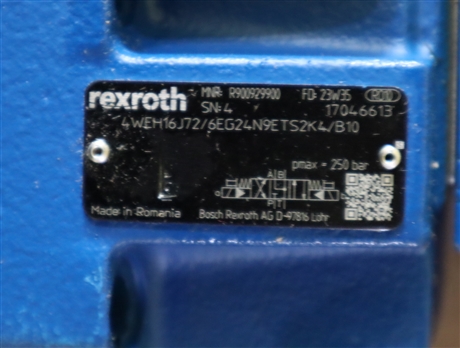 rexroth MNR: R900929900 FD: 23W35 8010
SN: 4 17046613
4WEH16J72/6EG24N9ETS2K4/B10
pmax = 250 bar
A B
P T
Made in Romania Bosch Rexroth AG D-97816 Lohr